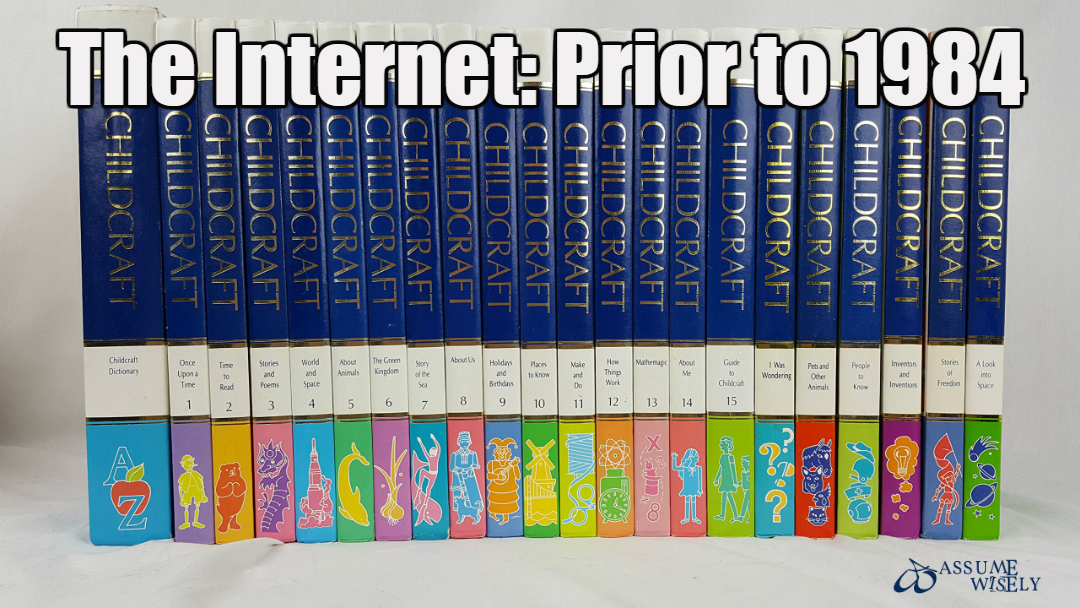 The Internet: Prior to 1984
CHILDCRAFT
Childcraft
Dictionary
A
Z
CHILDCRAFT
Once
Upon a
Time
1
CHILDCRAFT
Time
to
Read
2
CHILDCRAFT
Stories
and
Poems
3
CHILDCRAFT
World
and
Space
4
CHILDCRAFT
About
Animals
5
CHILDCRAFT
The Green
Kingdom
6
CHILDCRAFT
Story
of the
Sea
7
CHILDCRAFT
About Us
8
CHILDCRAFT
Holidays
and
Birthdays
9
CHILDCRAFT
Places
to Know
10
CHILDCRAFT
Make
and
Do
11
CHILDCRAFT
How
Things
Work
12
CHILDCRAFT
Mathemagic
13
CHILDCRAFT
About
Me
14
CHILDCRAFT
Guide
to
Childcraft
15
CHILDCRAFT
I Was
Wondering
CHILDCRAFT
Pets and
Other
Animals
CHILDCRAFT
People
to
Know
CHILDCRAFT
Invention
and
Inventions
CHILDCRAFT
Stories
of
Freedom
CHILDCRAFT
A Look
into
Space
ASSUME
WISELY